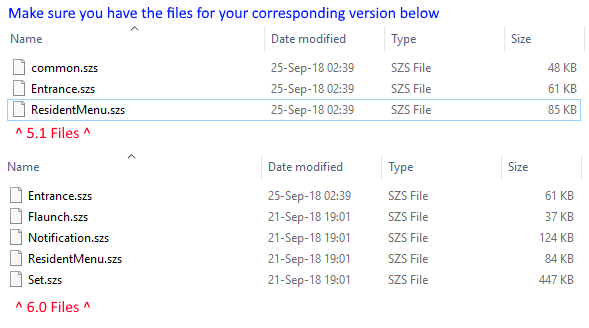 Make sure you have the files for your corresponding version below
Name Date modified Type Size
common.szs 25-Sep-18 02:39 SZS File 48 KB
Entrance.szs 25-Sep-18 02:39 SZS File 61 KB
ResidentMenu.szs 25-Sep-18 02:39 SZS File 85 KB
^ 5.1 Files ^
Name Date modified Type Size
Entrance.szs 25-Sep-18 02:39 SZS File 61 KB
Flaunch.szs 21-Sep-18 19:01 SZS File 37 KB
Notification.szs 21-Sep-18 19:01 SZS File 124 KB
ResidentMenu.szs 21-Sep-18 19:01 SZS File 84 KB
Set.szs 21-Sep-18 19:01 SZS File 447 KB
^ 6.0 Files ^